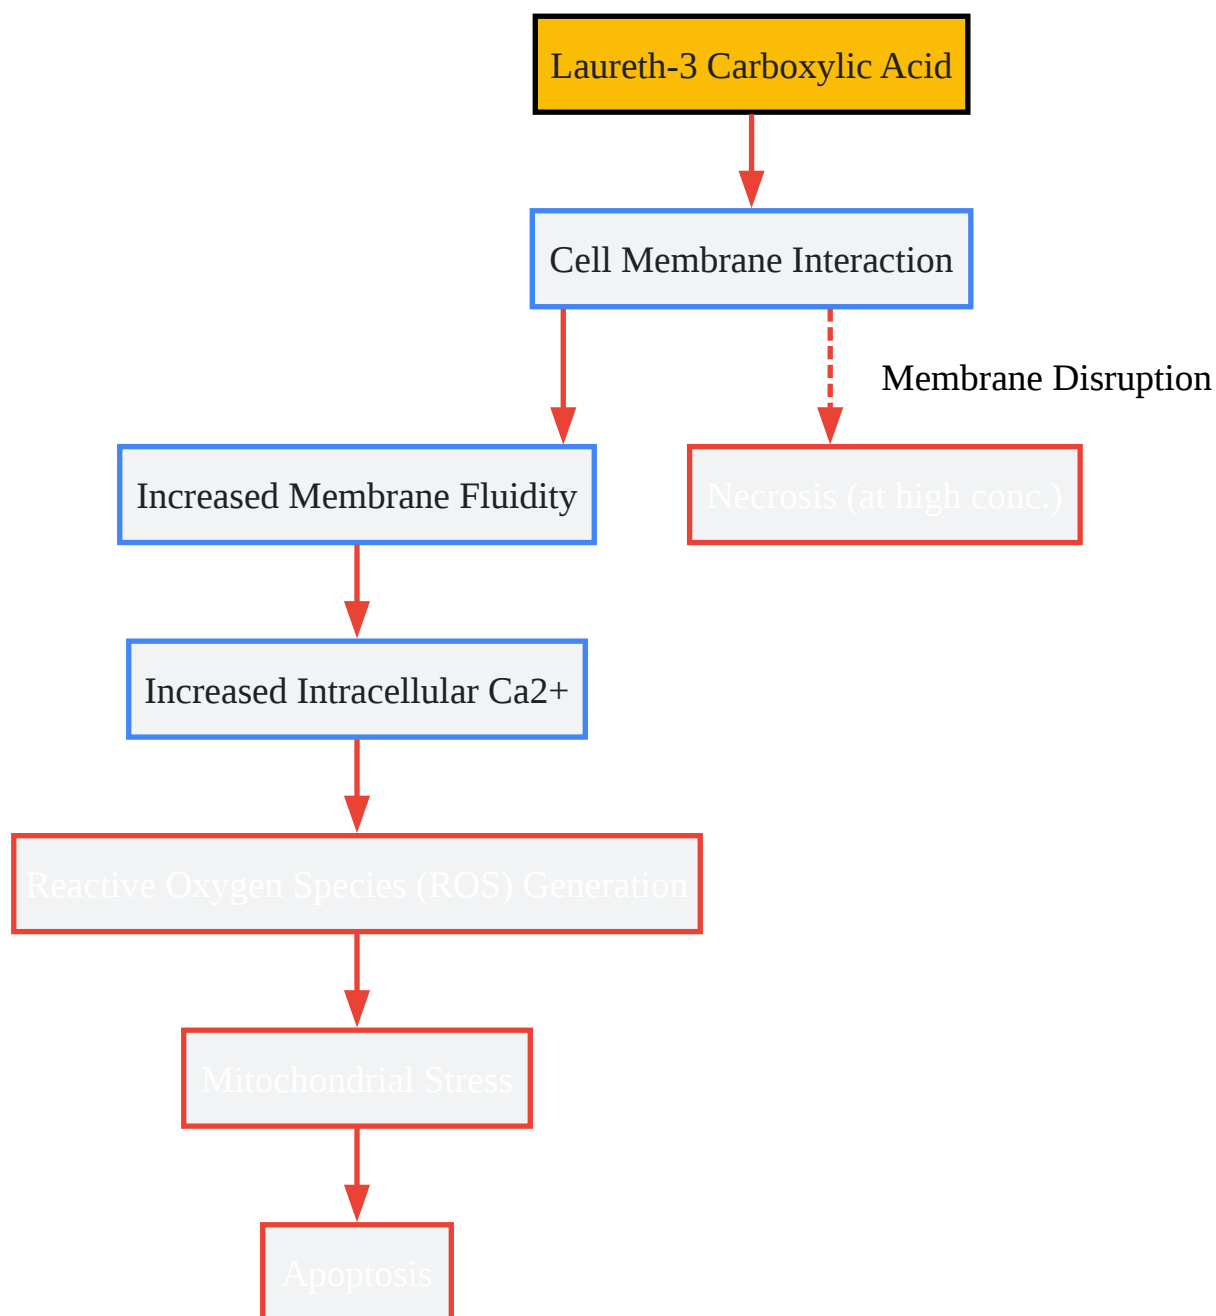 Laureth-3 Carboxylic Acid
Cell Membrane Interaction
Membrane Disruption
Increased Membrane Fluidity
Necrosis (at high conc.)
Increased Intracellular Ca2+
Reactive Oxygen Species (ROS) Generation
Mitochondrial Stress
Apoptosis